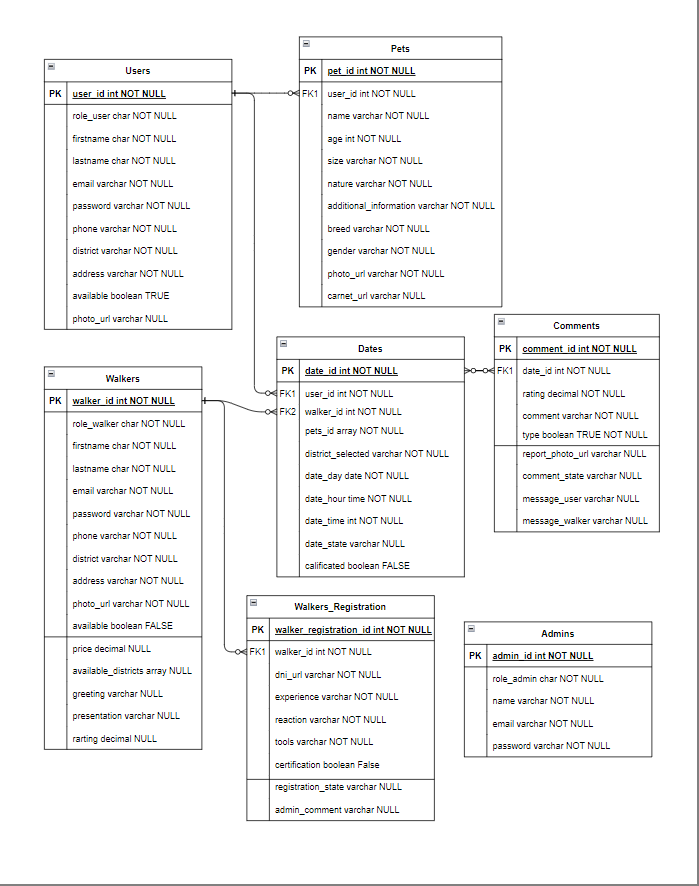 Users
PK user_id int NOT NULL
role_user char NOT NULL
firstname char NOT NULL
lastname char NOT NULL
email varchar NOT NULL
password varchar NOT NULL
phone varchar NOT NULL
district varchar NOT NULL
address varchar NOT NULL
available boolean TRUE
photo_url varchar NULL
Pets
PK pet_id int NOT NULL
FK1 user_id int NOT NULL
name varchar NOT NULL
age int NOT NULL
size varchar NOT NULL
nature varchar NOT NULL
additional_information varchar NOT NULL
breed varchar NOT NULL
gender varchar NOT NULL
photo_url varchar NOT NULL
carnet_url varchar NULL
Dates
PK date_id int NOT NULL
FK1 user_id int NOT NULL
FK2 walker_id int NOT NULL
pets_id array NOT NULL
district_selected varchar NOT NULL
date_day date NOT NULL
date_hour time NOT NULL
date_time int NOT NULL
date_state varchar NULL
calificated boolean FALSE
Comments
PK comment_id int NOT NULL
FK1 date_id int NOT NULL
rating decimal NOT NULL
comment varchar NOT NULL
type boolean TRUE NOT NULL
report_photo_url varchar NULL
comment_state varchar NULL
message_user varchar NULL
message_walker varchar NULL
Walkers
PK walker_id int NOT NULL
role_walker char NOT NULL
firstname char NOT NULL
lastname char NOT NULL
email varchar NOT NULL
password varchar NOT NULL
phone varchar NOT NULL
district varchar NOT NULL
address varchar NOT NULL
photo_url varchar NOT NULL
available boolean FALSE
price decimal NULL
available_districts array NULL
greeting varchar NULL
presentation varchar NULL
rarting decimal NULL
Walkers_Registration
PK walker_registration_id int NOT NULL
FK1 walker_id int NOT NULL
dni_url varchar NOT NULL
experience varchar NOT NULL
reaction varchar NOT NULL
tools varchar NOT NULL
certification boolean False
registration_state varchar NULL
admin_comment varchar NULL
Admins
PK admin_id int NOT NULL
role_admin char NOT NULL
name varchar NOT NULL
email varchar NOT NULL
password varchar NOT NULL